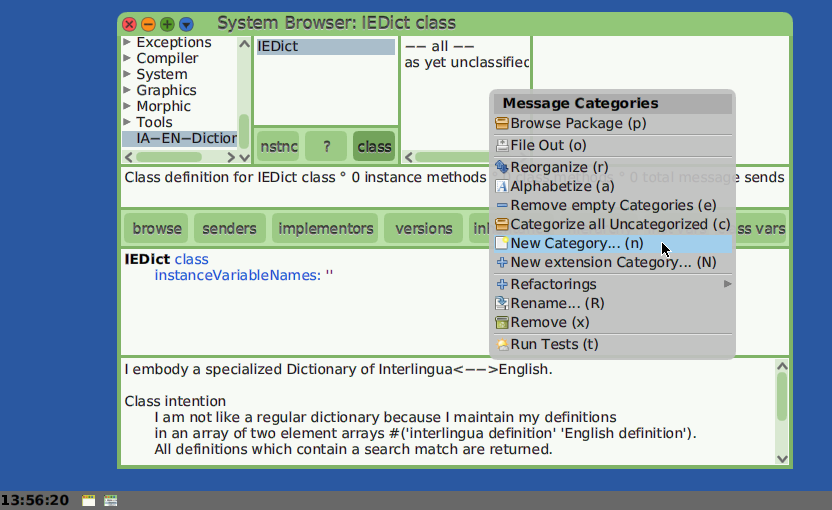 System Browser: IEDict class
Exceptions
Compiler
System
Graphics
Morphic
Tools
IA−EN−Diction
IEDict
−− all −−
as yet unclassified
nstnc
?
class
Message Categories
Browse Package (p)
File Out (o)
Reorganize (r)
Alphabetize (a)
Remove empty Categories (e)
Categorize all Uncategorized (c)
New Category... (n)
New extension Category... (N)
Refactorings
Rename... (R)
Remove (x)
Run Tests (t)
Class definition for IEDict class ° 0 instance methods ° 0 class methods ° 0 total message sends
browse
senders
implementors
versions
inh
ss vars
IEDict class
instanceVariableNames: ''
I embody a specialized Dictionary of Interlingua<−−>English.
Class intention
I am not like a regular dictionary because I maintain my definitions
in an array of two element arrays #('interlingua definition' 'English definition').
All definitions which contain a search match are returned.
13:56:20